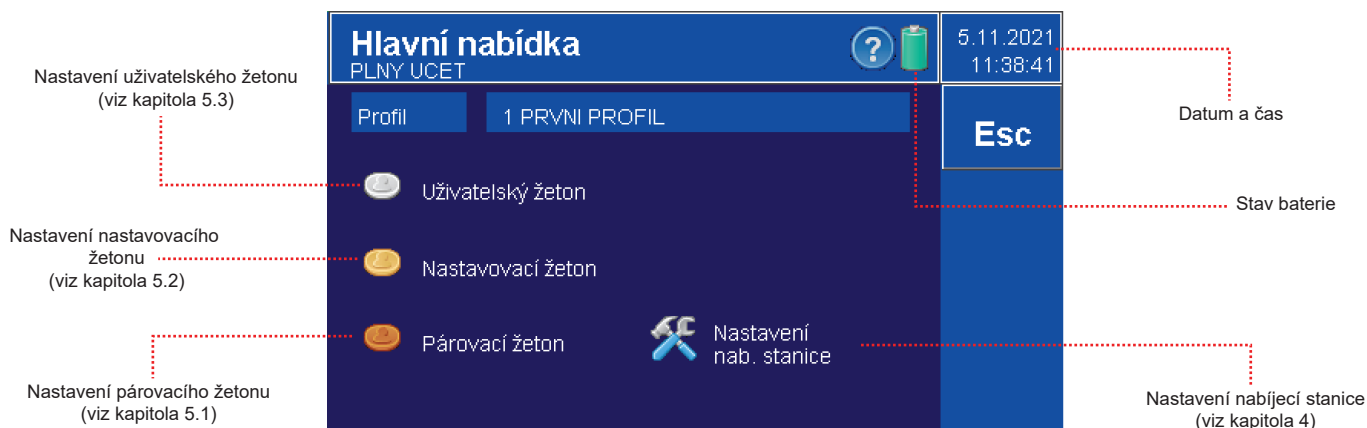 Hlavní nabídka
PLNY UCET
5.11.2021
11:38:41
Profil
1 PRVNI PROFIL
Esc
Uživatelský žeton
Nastavovací žeton
Párovací žeton
Nastavení
nab. stanice
Nastavení uživatelského žetonu
(viz kapitola 5.3)
Nastavení nastavovacího
žetonu
(viz kapitola 5.2)
Nastavení párovacího žetonu
(viz kapitola 5.1)
Datum a čas
Stav baterie
Nastavení nabíjecí stanice
(viz kapitola 4)